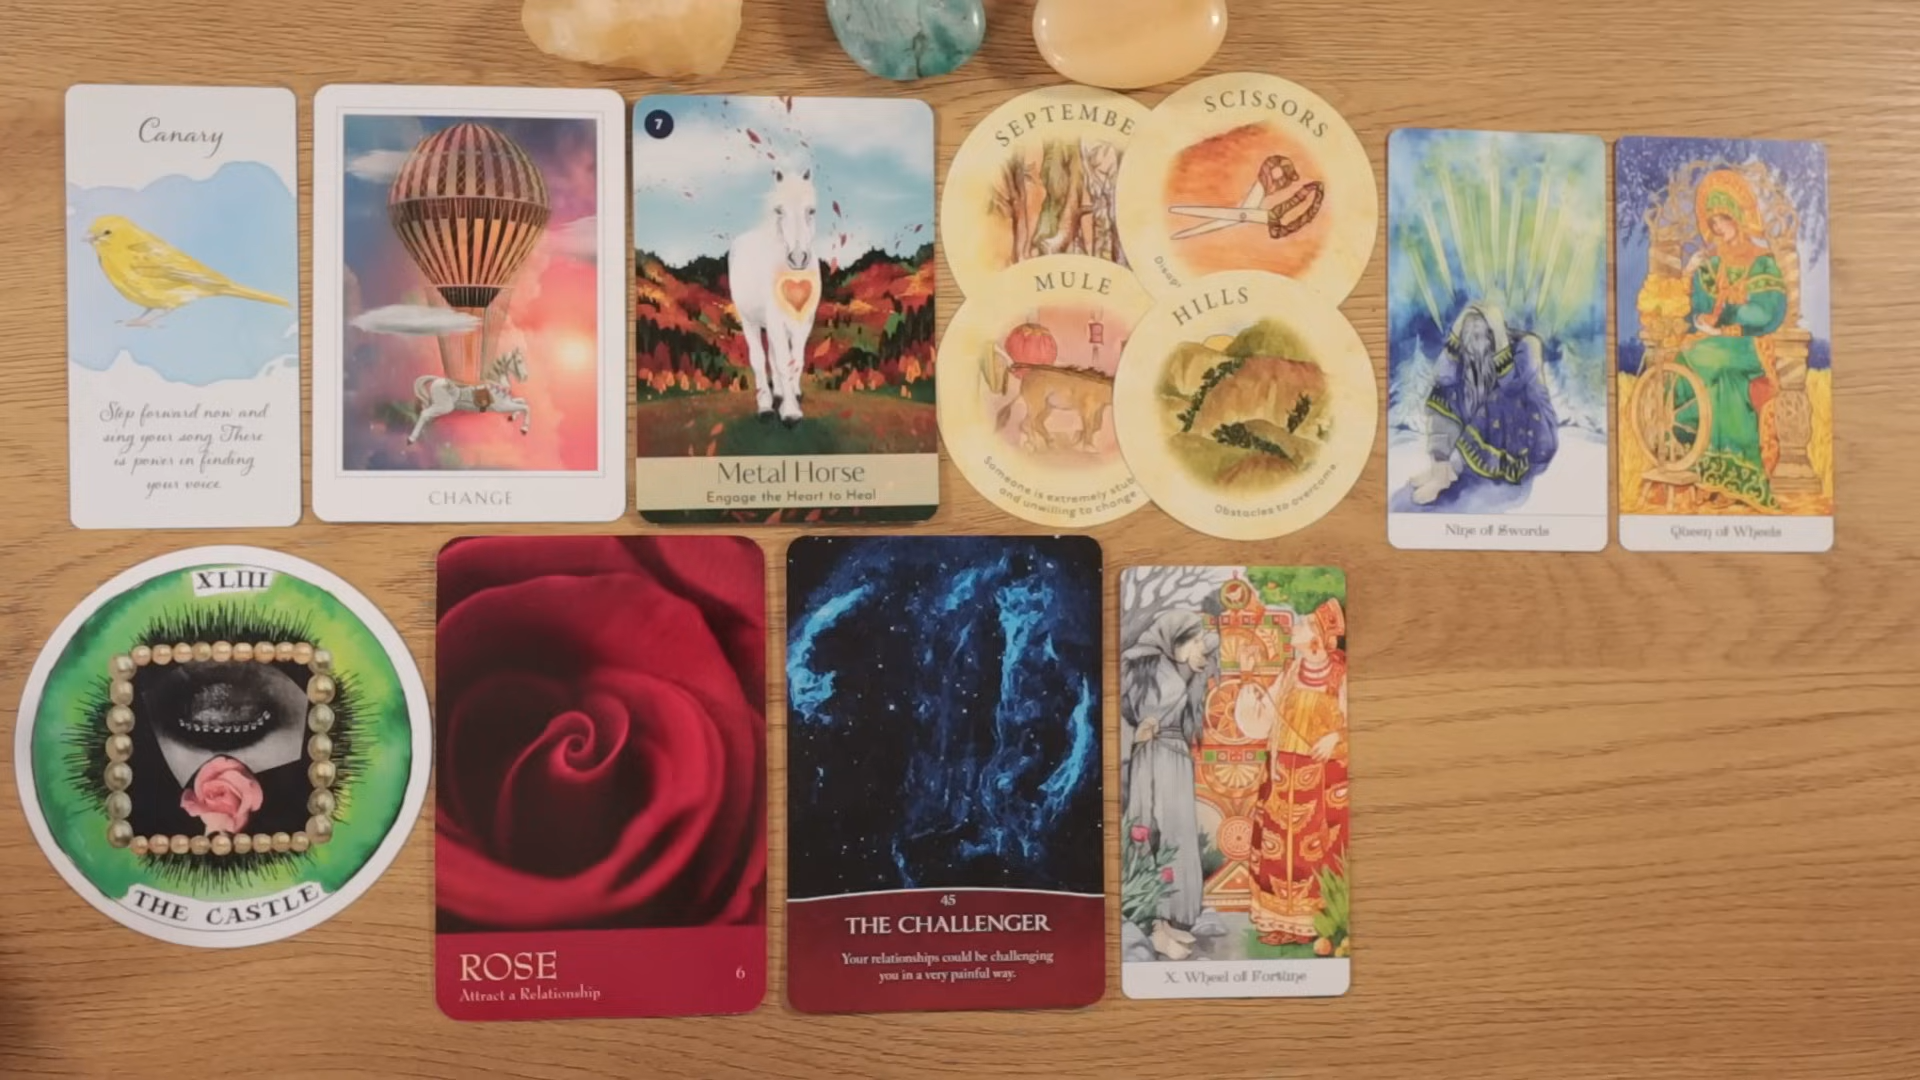 Canary
Step forward now and
sing your song There
is power in finding
your voice
CHANGE
7
Metal Horse
Engage the Heart to Heal
SEPTEMBE
SCISSORS
Disag
MULE
Someone is extremely stub
and unwilling to change.
HILLS
Obstacles to overcome.
Nine of Swords
Queen of Wheels
XLIII
THE CASTLE
ROSE
6
Attract a Relationship
45
THE CHALLENGER
Your relationships could be challenging
you in a very painful way.
X. Wheel of Fortune